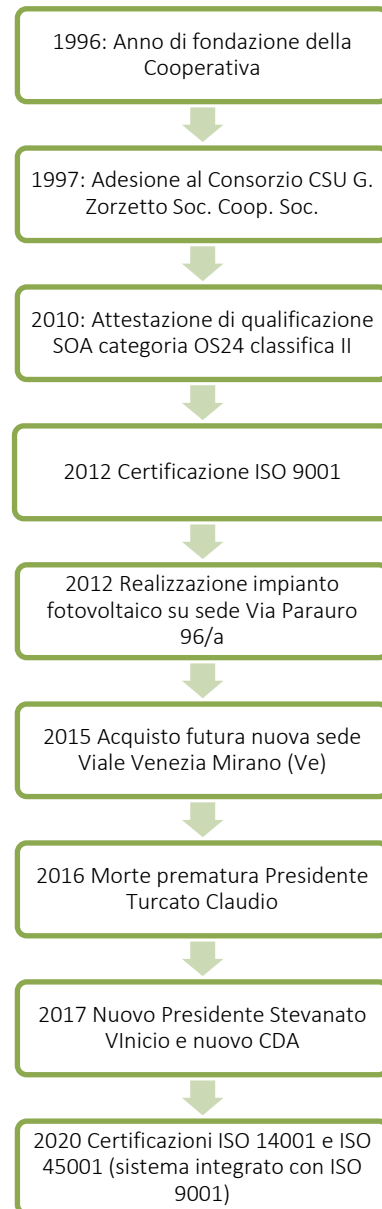 1996: Anno di fondazione della
Cooperativa
1997: Adesione al Consorzio CSU G.
Zorzetto Soc. Coop. Soc.
2010: Attestazione di qualificazione
SOA categoria OS24 classifica II
2012 Certificazione ISO 9001
2012 Realizzazione impianto
fotovoltaico su sede Via Parauro
96/a
2015 Acquisto futura nuova sede
Viale Venezia Mirano (Ve)
2016 Morte prematura Presidente
Turcato Claudio
2017 Nuovo Presidente Stevanato
VInicio e nuovo CDA
2020 Certificazioni ISO 14001 e ISO
45001 (sistema integrato con ISO
9001)